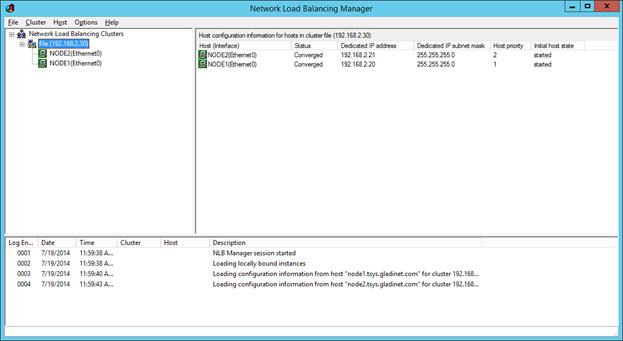 Network Load Balancing Manager
File Cluster Host Options Help
Network Load Balancing Clusters
file (192.168.2.30)
NODE2(Ethernet0)
NODE1(Ethernet0)
Host configuration information for hosts in cluster file (192.168.2.30)
Host (Interface) Status Dedicated IP address Dedicated IP subnet mask Host priority Initial host state
NODE2(Ethernet0) Converged 192.168.2.21 255.255.255.0 2 started
NODE1(Ethernet0) Converged 192.168.2.20 255.255.255.0 1 started
Log En... Date Time Cluster Host Description
0001 7/19/2014 11:59:38 A... NLB Manager session started
0002 7/19/2014 11:59:38 A... Loading locally bound instances
0003 7/19/2014 11:59:40 A... Loading configuration information from host "node1.tsys.gladinet.com" for cluster 192.168...
0004 7/19/2014 11:59:43 A... Loading configuration information from host "node2.tsys.gladinet.com" for cluster 192.168...